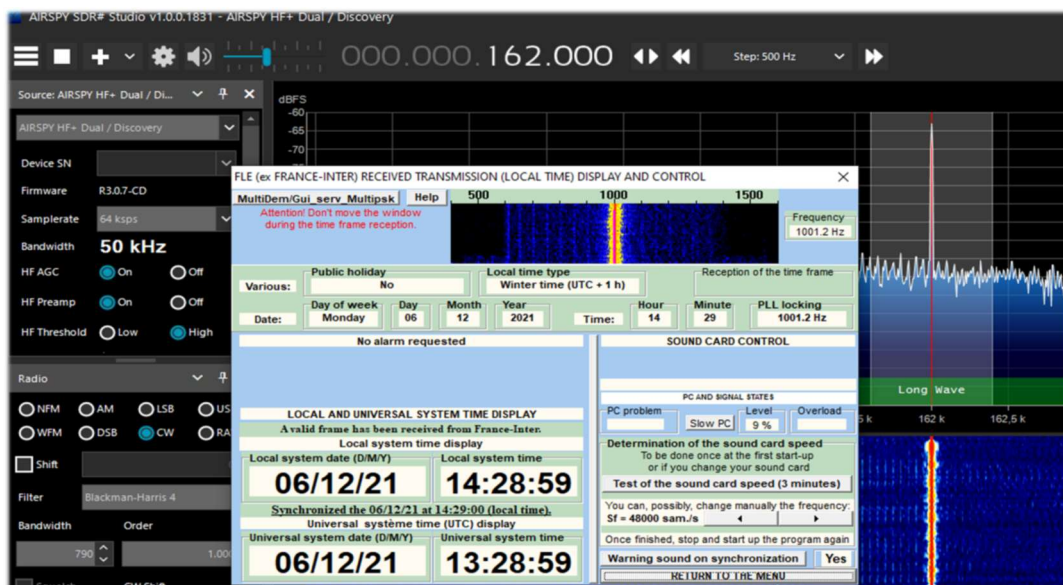 AIRSPY SDR# Studio v1.0.0.1831 - AIRSPY HF+ Dual / Discovery
000.000.162.000
Step: 500 Hz
Source: AIRSPY HF+ Dual / Di...
AIRSPY HF+ Dual / Discovery
Device SN
Firmware R3.0.7-CD
Samplerate 64 ksps
Bandwidth 50 kHz
HF AGC On Off
HF Preamp On Off
HF Threshold Low High
Radio
NFM AM LSB US
WFM DSB CW RA
Shift
Filter Blackman-Harris 4
Bandwidth Order
790 1.00
dBFS
-60
-65
-70
Long Wave
5 k 162 k 162,5 k
FLE (ex FRANCE-INTER) RECEIVED TRANSMISSION (LOCAL TIME) DISPLAY AND CONTROL
MultiDem/Gui_serv_Multipsk Help
500 1000 1500
Attention! Don't move the window
during the time frame reception.
Frequency
1001.2 Hz
Public holiday Local time type Reception of the time frame
Various: No Winter time (UTC + 1 h)
Day of week Day Month Year Hour Minute PLL locking
Date: Monday 06 12 2021 Time: 14 29 1001.2 Hz
No alarm requested
LOCAL AND UNIVERSAL SYSTEM TIME DISPLAY
A valid frame has been received from France-Inter.
Local system time display
Local system date (D/M/Y) Local system time
06/12/21 14:28:59
Synchronized the 06/12/21 at 14:29:00 (local time).
Universal système time (UTC) display
Universal system date (D/M/Y) Universal system time
06/12/21 13:28:59
SOUND CARD CONTROL
PC AND SIGNAL STATES
PC problem Level Overload
Slow PC 9 %
Determination of the sound card speed
To be done once at the first start-up
or if you change your sound card
Test of the sound card speed (3 minutes)
You can, possibly, change manually the frequency:
Sf = 48000 sam./s
Once finished, stop and start up the program again
Warning sound on synchronization Yes
RETURN TO THE MENU